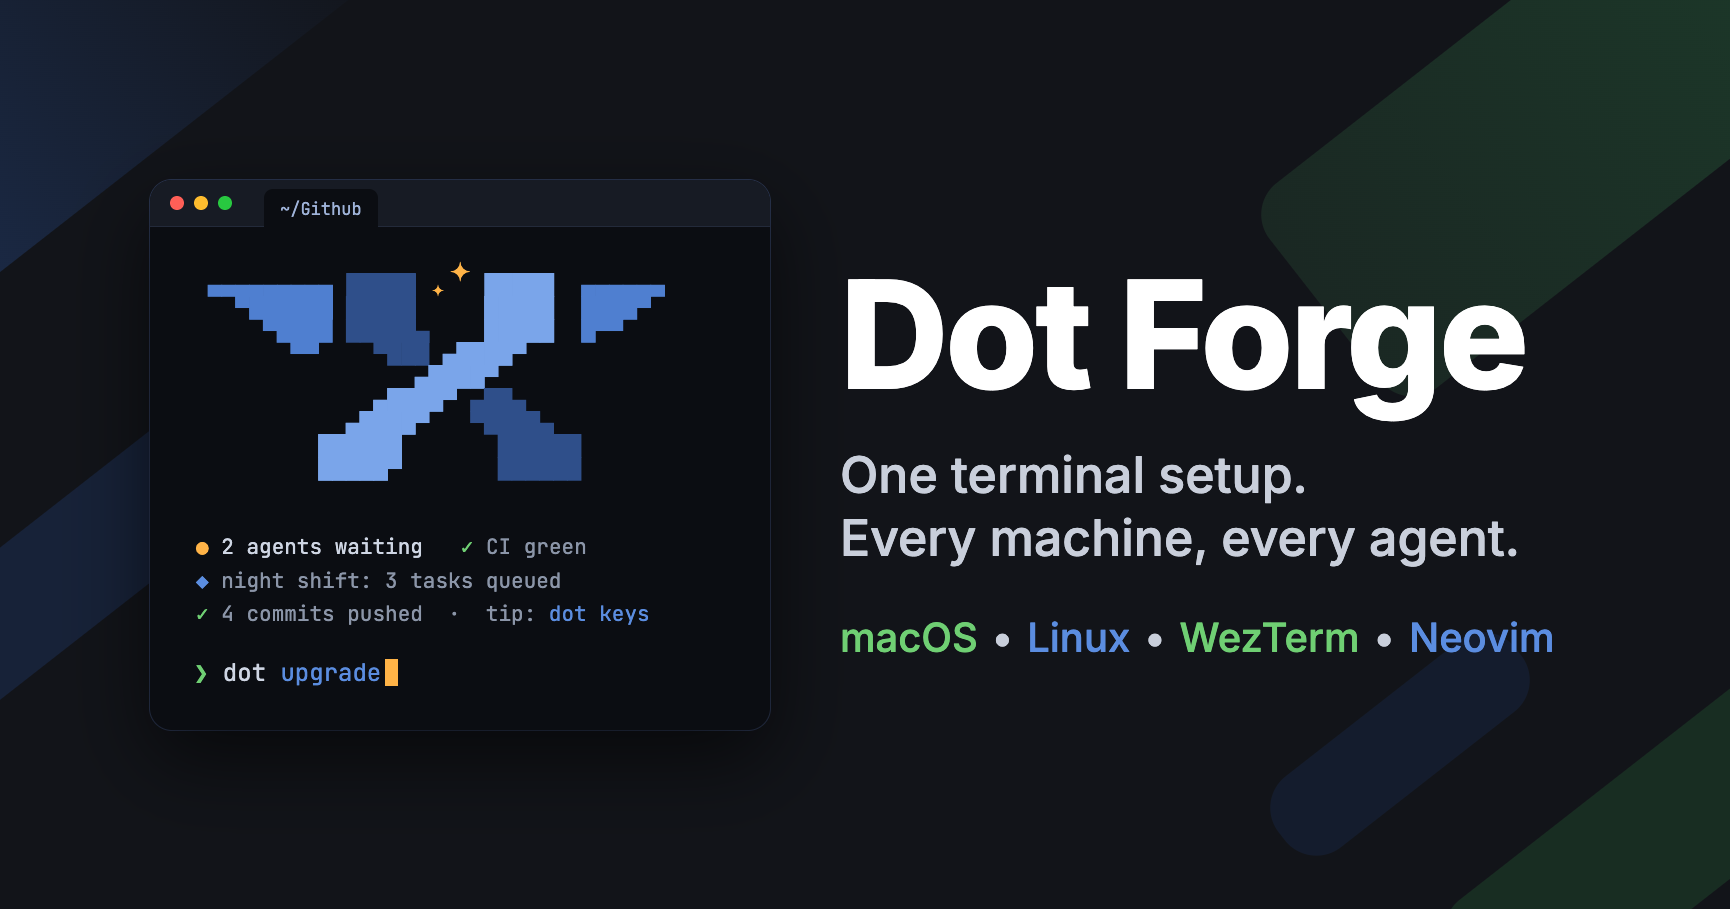 ~/Github
● 2 agents waiting ✓ CI green
◆ night shift: 3 tasks queued
✓ 4 commits pushed · tip: dot keys
❯ dot upgrade
Dot Forge
One terminal setup.
Every machine, every agent.
macOS • Linux • WezTerm • Neovim